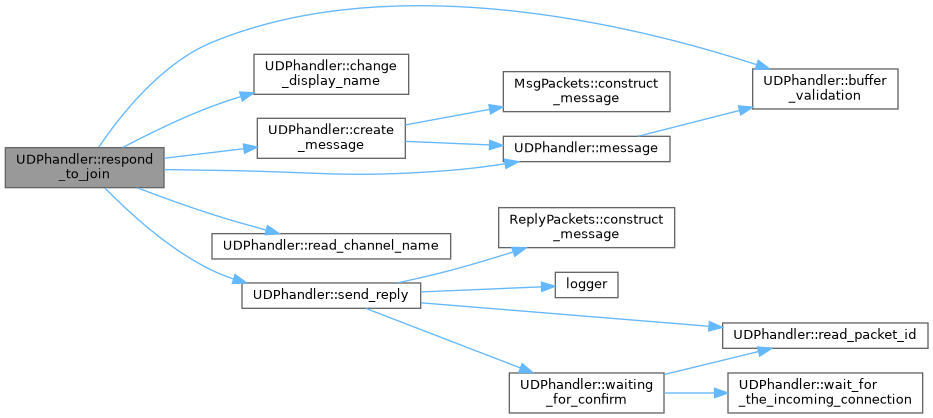 UDPhandler::respond
_to_join
UDPhandler::change
_display_name
UDPhandler::create
_message
MsgPackets::construct
_message
UDPhandler::message
UDPhandler::buffer
_validation
UDPhandler::read_channel_name
UDPhandler::send_reply
ReplyPackets::construct
_message
logger
UDPhandler::read_packet_id
UDPhandler::waiting
_for_confirm
UDPhandler::wait_for
_the_incoming_connection